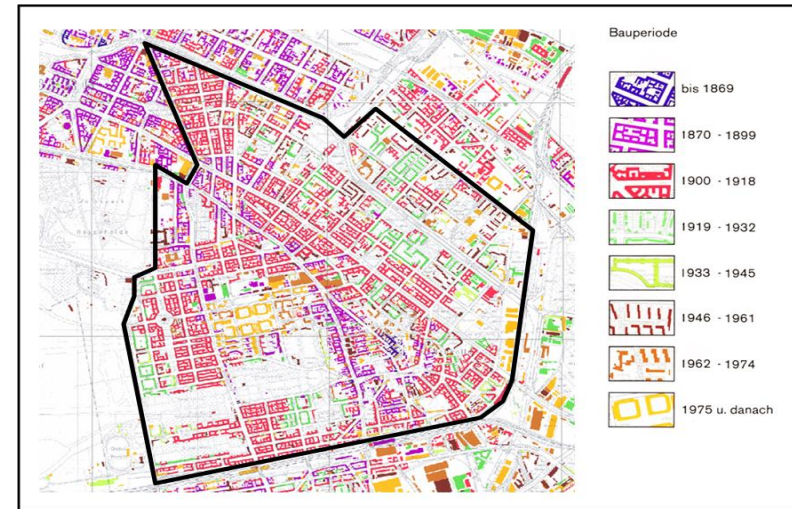 Bauperiode
bis 1869
1870 - 1899
1900 - 1918
1919 - 1932
1933 - 1945
1946 - 1961
1962 - 1974
1975 u. danach